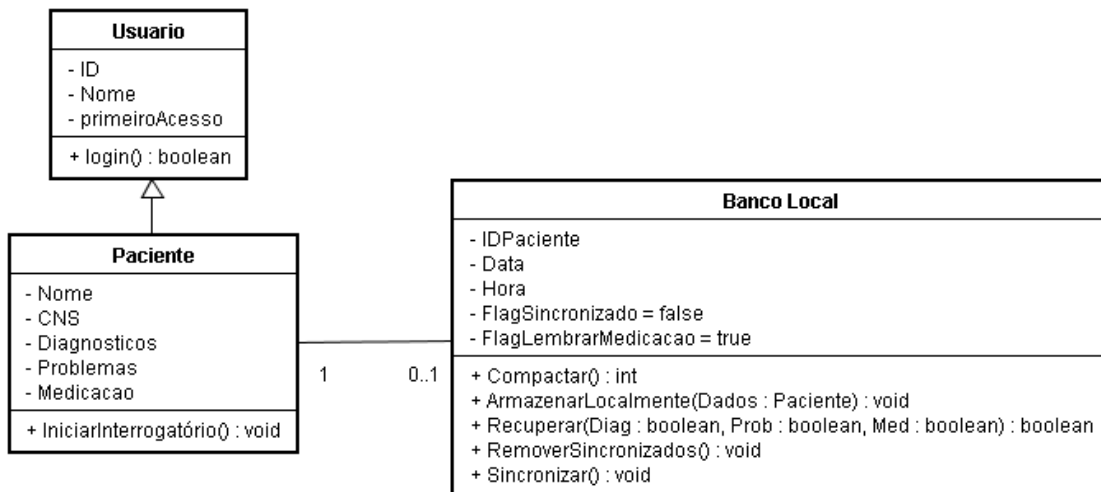 Usuario
- ID
- Nome
- primeiroAcesso
+ login() : boolean
Paciente
- Nome
- CNS
- Diagnosticos
- Problemas
- Medicacao
+ IniciarInterrogatório() : void
1
0..1
Banco Local
- IDPaciente
- Data
- Hora
- FlagSincronizado = false
- FlagLembrarMedicacao = true
+ Compactar() : int
+ ArmazenarLocalmente(Dados : Paciente) : void
+ Recuperar(Diag : boolean, Prob : boolean, Med : boolean) : boolean
+ RemoverSincronizados() : void
+ Sincronizar() : void